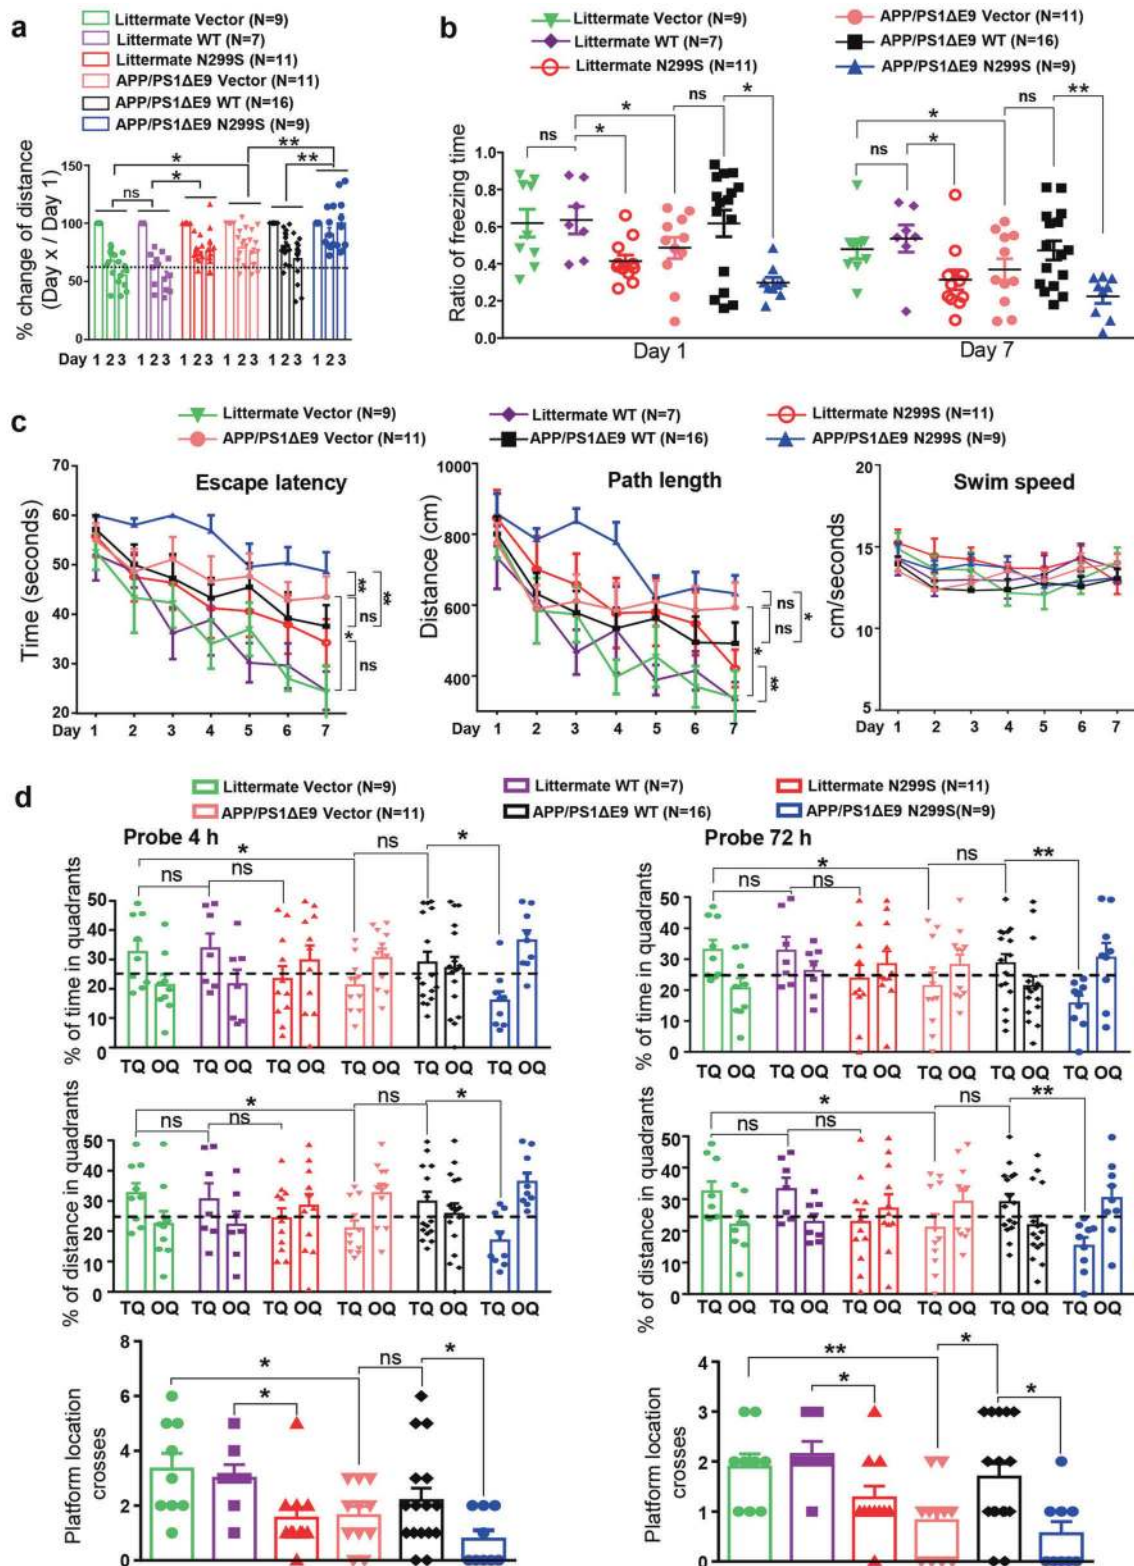 a
Littermate Vector (N=9)
Littermate WT (N=7)
Littermate N299S (N=11)
APP/PS1ΔE9 Vector (N=11)
APP/PS1ΔE9 WT (N=16)
APP/PS1ΔE9 N299S (N=9)
% change of distance
(Day x / Day 1)
150
100
50
0
ns
*
*
**
**
Day 1 2 3 1 2 3 1 2 3 1 2 3 1 2 3 1 2 3
b
Littermate Vector (N=9)
Littermate WT (N=7)
Littermate N299S (N=11)
APP/PS1ΔE9 Vector (N=11)
APP/PS1ΔE9 WT (N=16)
APP/PS1ΔE9 N299S (N=9)
Ratio of freezing time
1.0
0.8
0.6
0.4
0.2
0.0
ns
*
*
ns
*
ns
*
*
ns
**
Day 1
Day 7
c
Littermate Vector (N=9)
Littermate WT (N=7)
Littermate N299S (N=11)
APP/PS1ΔE9 Vector (N=11)
APP/PS1ΔE9 WT (N=16)
APP/PS1ΔE9 N299S (N=9)
Escape latency
Time (seconds)
70
60
50
40
30
20
**
**
ns
*
ns
Day 1 2 3 4 5 6 7
Path length
Distance (cm)
1000
800
600
400
ns
*
ns
*
**
Day 1 2 3 4 5 6 7
Swim speed
cm/seconds
20
15
10
5
Day 1 2 3 4 5 6 7
d
Littermate Vector (N=9)
Littermate WT (N=7)
Littermate N299S (N=11)
APP/PS1ΔE9 Vector (N=11)
APP/PS1ΔE9 WT (N=16)
APP/PS1ΔE9 N299S(N=9)
Probe 4 h
% of time in quadrants
50
40
30
20
10
0
*
ns
ns
ns
*
TQ OQ TQ OQ TQ OQ TQ OQ TQ OQ TQ OQ
Probe 72 h
% of time in quadrants
50
40
30
20
10
0
*
ns
ns
ns
**
TQ OQ TQ OQ TQ OQ TQ OQ TQ OQ TQ OQ
% of distance in quadrants
50
40
30
20
10
0
*
ns
ns
ns
*
TQ OQ TQ OQ TQ OQ TQ OQ TQ OQ TQ OQ
% of distance in quadrants
50
40
30
20
10
0
*
ns
ns
ns
**
TQ OQ TQ OQ TQ OQ TQ OQ TQ OQ TQ OQ
Platform location
crosses
8
6
4
2
0
*
*
ns
*
Platform location
crosses
4
3
2
1
0
**
*
*
*